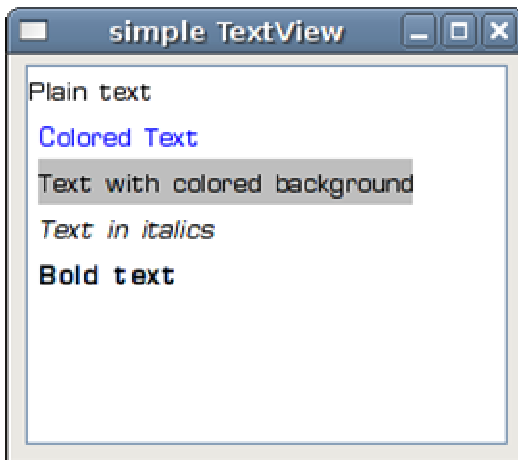 simple TextView
Plain text
Colored Text
Text with colored background
Text in italics
Bold text